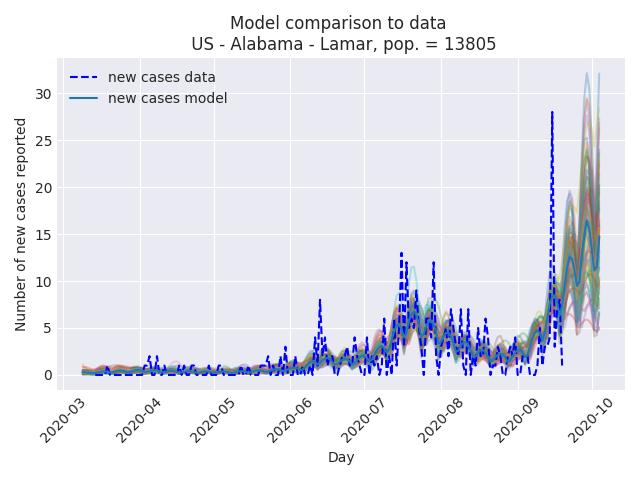 Model comparison to data
US - Alabama - Lamar, pop. = 13805
new cases data
new cases model
Number of new cases reported
30
25
20
15
10
5
0
2020-03
2020-04
2020-05
2020-06
2020-07
2020-08
2020-09
2020-10
Day